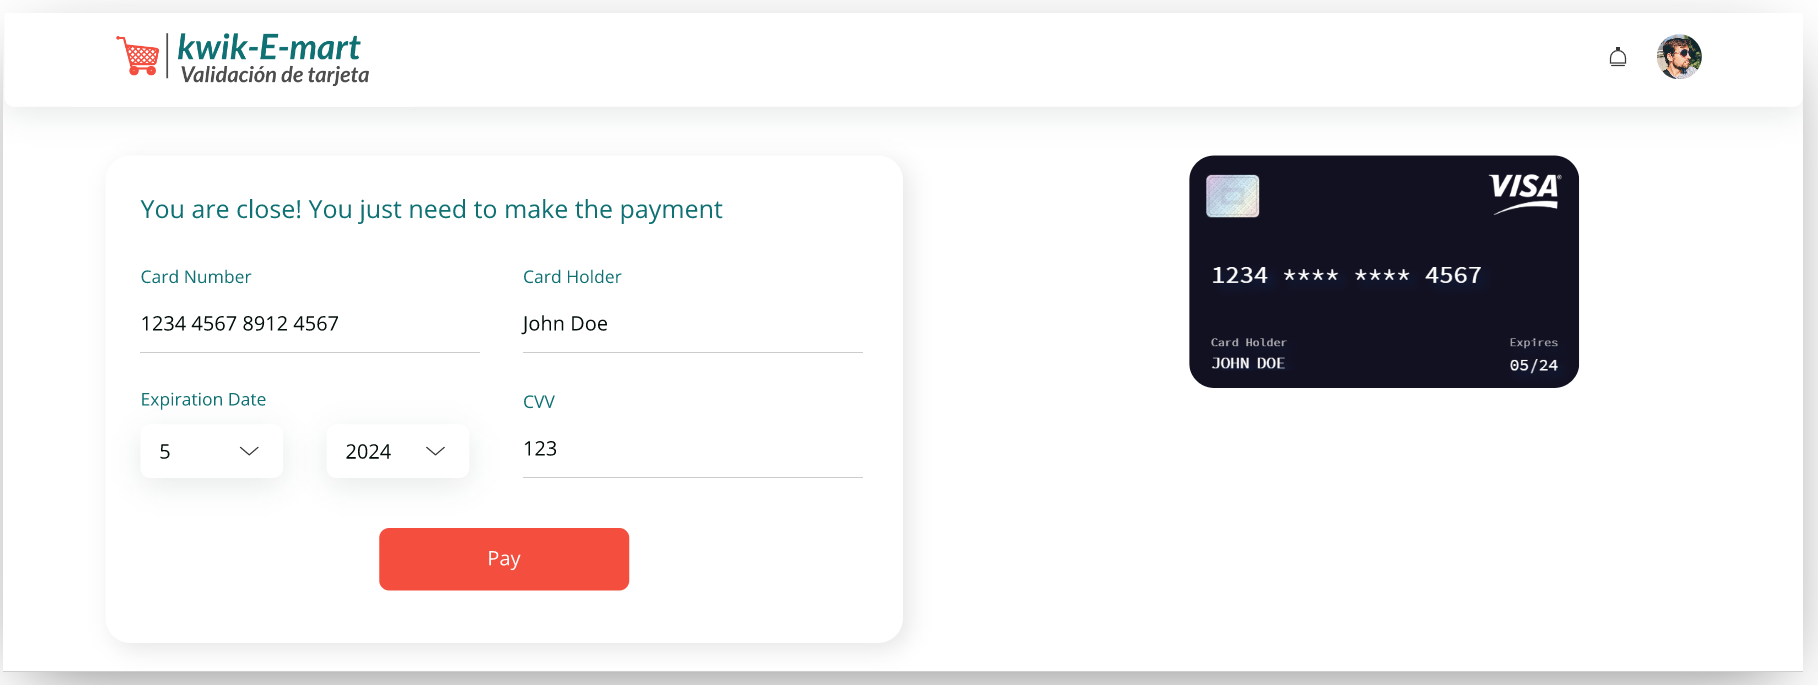 kwik-E-mart
Validación de tarjeta
You are close! You just need to make the payment
Card Number
1234 4567 8912 4567
Card Holder
John Doe
Expiration Date
5
2024
CVV
123
Pay
VISA
1234 **** **** 4567
Card Holder
JOHN DOE
Expires
05/24